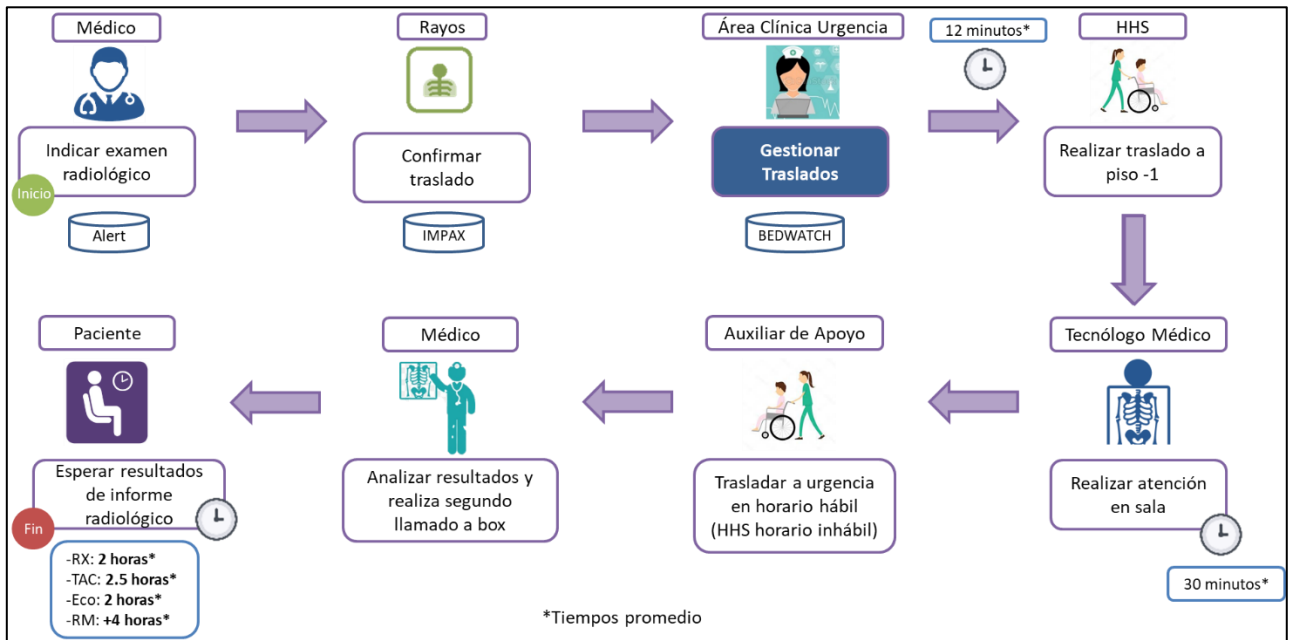 Médico
Indicar examen
radiológico
Inicio
Alert
Rayos
Confirmar
traslado
IMPAX
Área Clínica Urgencia
Gestionar
Traslados
BEDWATCH
12 minutos*
HHS
Realizar traslado a
piso -1
Tecnólogo Médico
Realizar atención
en sala
30 minutos*
Auxiliar de Apoyo
Trasladar a urgencia
en horario hábil
(HHS horario inhábil)
Médico
Analizar resultados y
realiza segundo
llamado a box
Paciente
Esperar resultados
de informe
radiológico
Fin
-RX: 2 horas*
-TAC: 2.5 horas*
-Eco: 2 horas*
-RM: +4 horas*
*Tiempos promedio